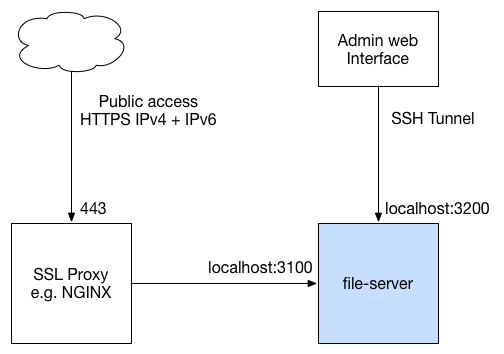 Admin web
Interface
Public access
HTTPS IPv4 + IPv6
SSH Tunnel
443
localhost:3200
SSL Proxy
e.g. NGINX
localhost:3100
file-server